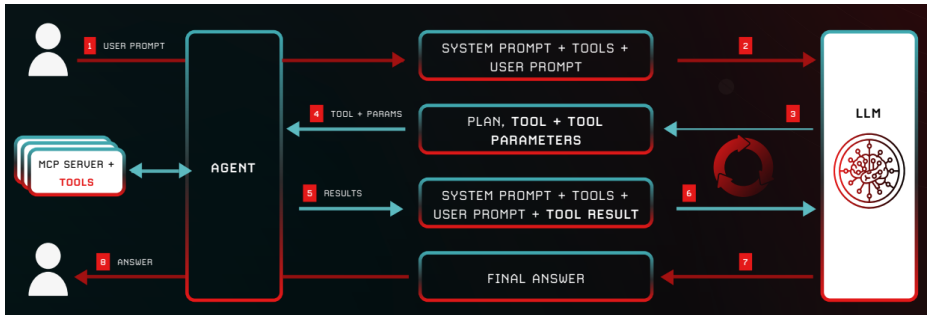 1 USER PROMPT
SYSTEM PROMPT + TOOLS +
USER PROMPT
2
4 TOOL + PARAMS
PLAN, TOOL + TOOL
PARAMETERS
3
LLM
MCP SERVER +
TOOLS
AGENT
5 RESULTS
SYSTEM PROMPT + TOOLS +
USER PROMPT + TOOL RESULT
6
8 ANSWER
FINAL ANSWER
7